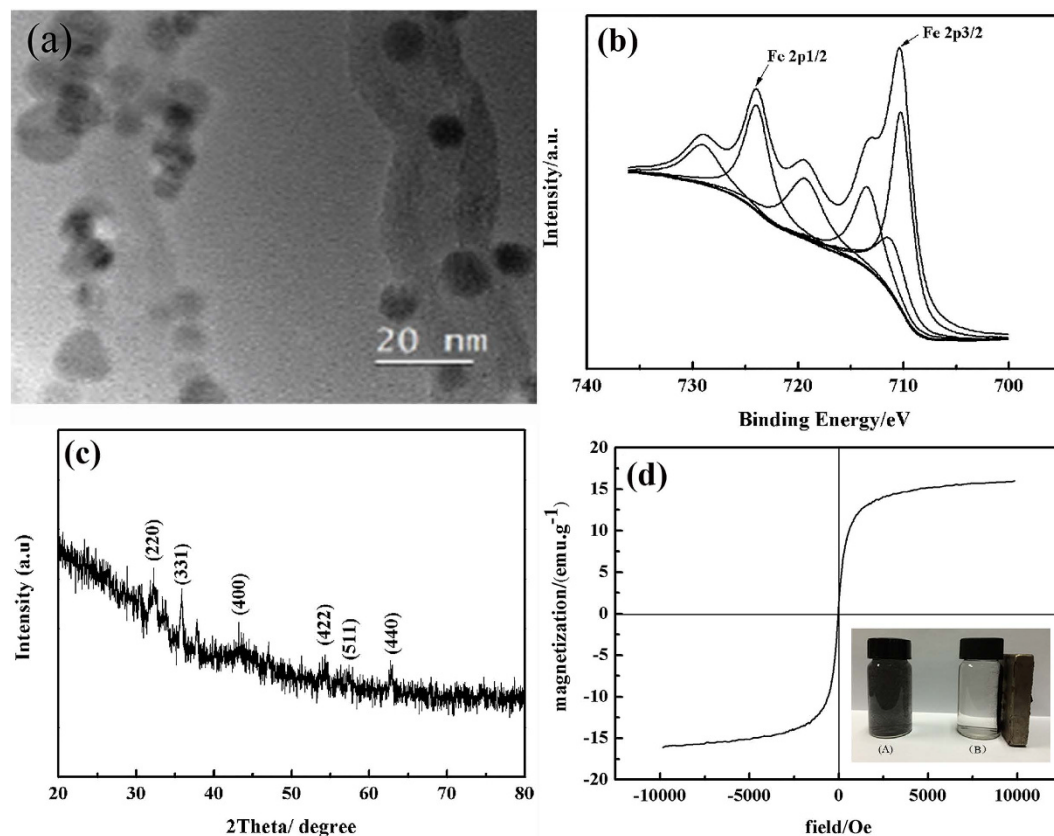 (a)
20 nm
(b)
Fe 2p3/2
Fe 2p1/2
Intensity/a.u.
740
730
720
710
700
Binding Energy/eV
(c)
(220)
(331)
(400)
(422)
(511)
(440)
Intensity (a.u)
20
30
40
50
60
70
80
2Theta/ degree
(d)
20
15
10
5
0
-5
-10
-15
-20
magnetization/(emu.g⁻¹)
(A)
(B)
-10000
-5000
0
5000
10000
field/Oe